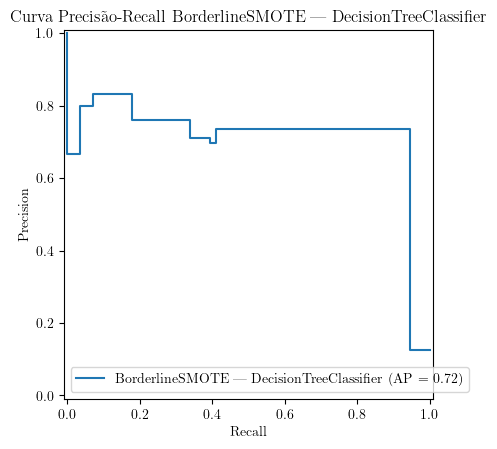 Curva Precisão-Recall BorderlineSMOTE — DecisionTreeClassifier
1.0
0.8
0.6
0.4
0.2
0.0
Precision
BorderlineSMOTE — DecisionTreeClassifier (AP = 0.72)
0.0 0.2 0.4 0.6 0.8 1.0
Recall